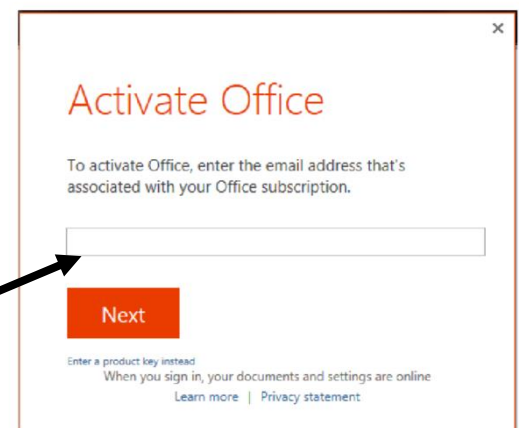 Activate Office
To activate Office, enter the email address that's
associated with your Office subscription.
Next
Enter a product key instead
When you sign in, your documents and settings are online
Learn more | Privacy statement